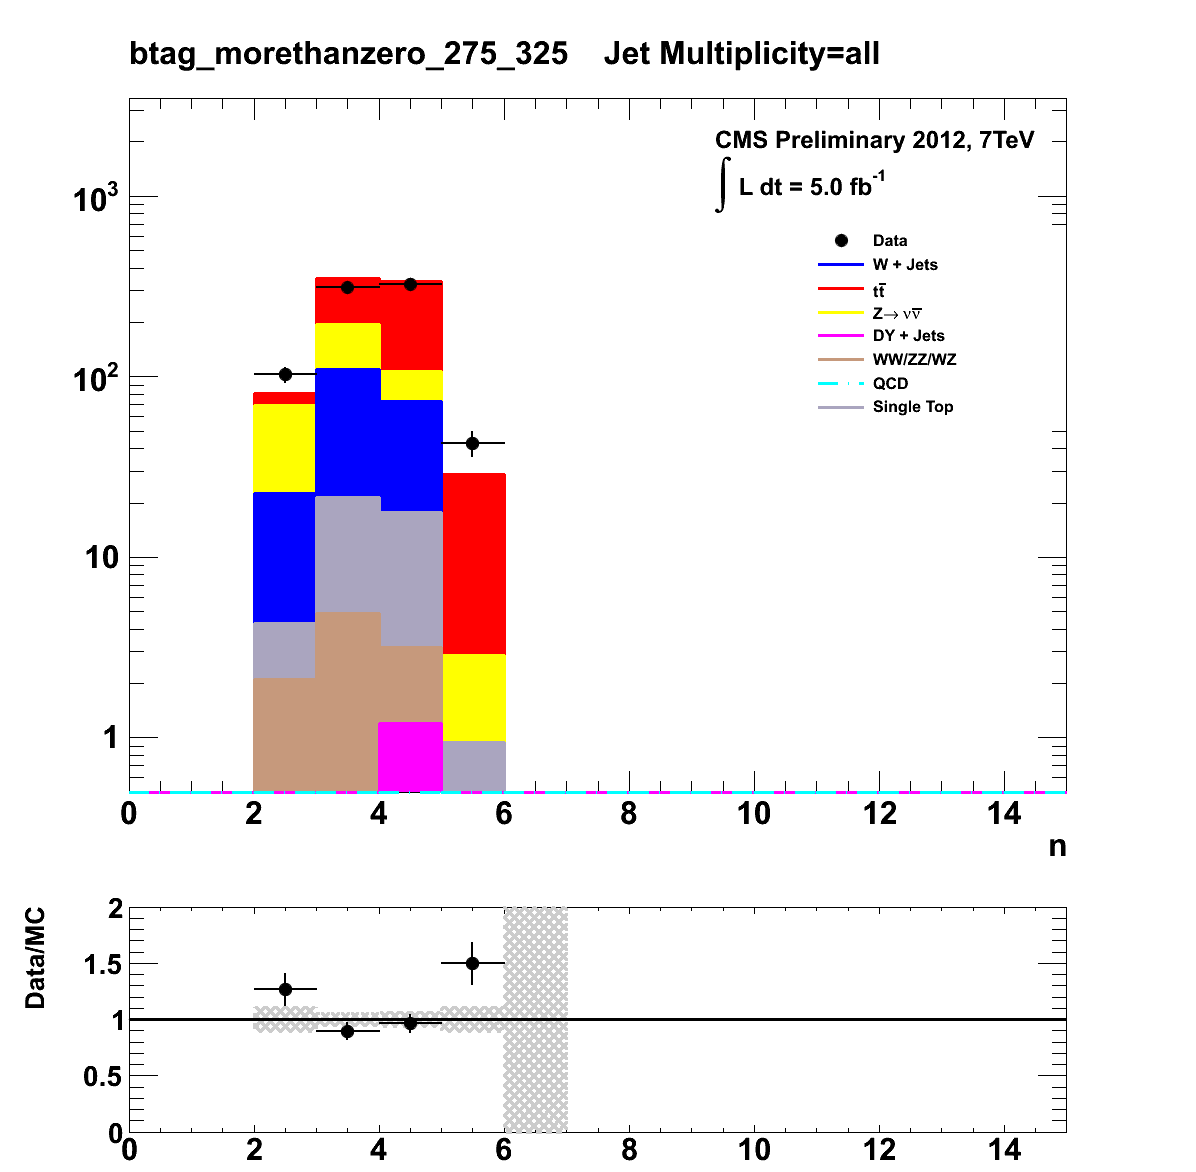 btag_morethanzero_275_325 Jet Multiplicity=all
CMS Preliminary 2012, 7TeV
∫ L dt = 5.0 fb⁻¹
Data
W + Jets
tt̅
Z→ νν̅
DY + Jets
WW/ZZ/WZ
QCD
Single Top
10³
10²
10
1
0 2 4 6 8 10 12 14
n
Data/MC
2
1.5
1
0.5
0
0 2 4 6 8 10 12 14